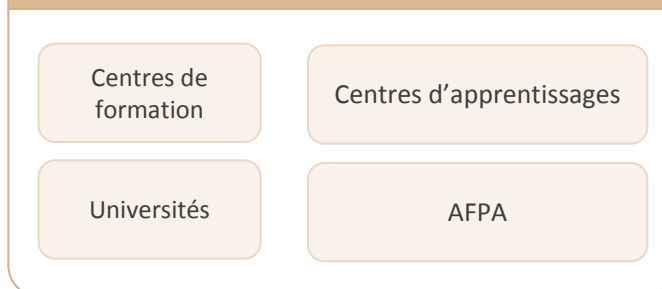 Centres de
formation
Centres d’apprentissages
Universités
AFPA